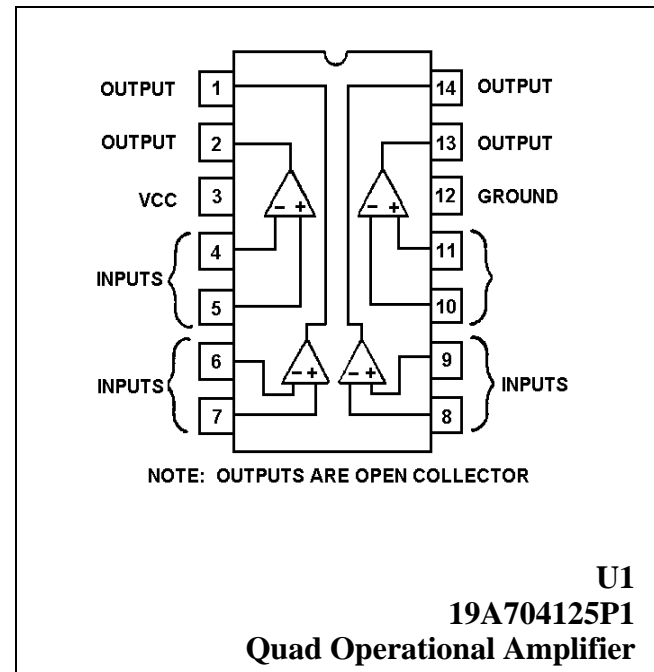 OUTPUT 1
14 OUTPUT
OUTPUT 2
13 OUTPUT
VCC 3
12 GROUND
4
11
INPUTS
5
10
6
9
INPUTS
INPUTS
7
8
- +
- +
- +
- +
NOTE: OUTPUTS ARE OPEN COLLECTOR
U1
19A704125P1
Quad Operational Amplifier